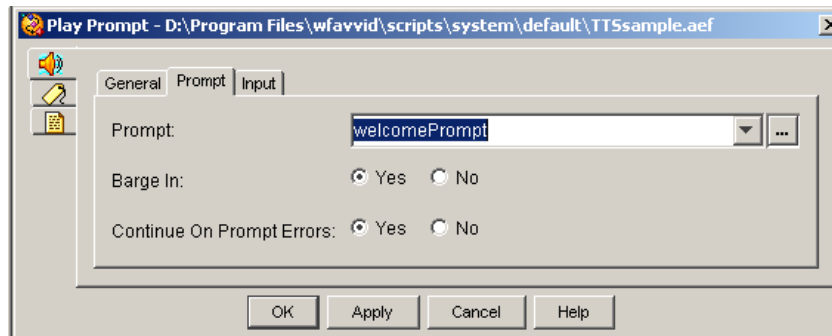 Play Prompt - D:\Program Files\wfavvid\scripts\system\default\TTSsample.aef
General Prompt Input
Prompt: welcomePrompt ...
Barge In: Yes No
Continue On Prompt Errors: Yes No
OK Apply Cancel Help